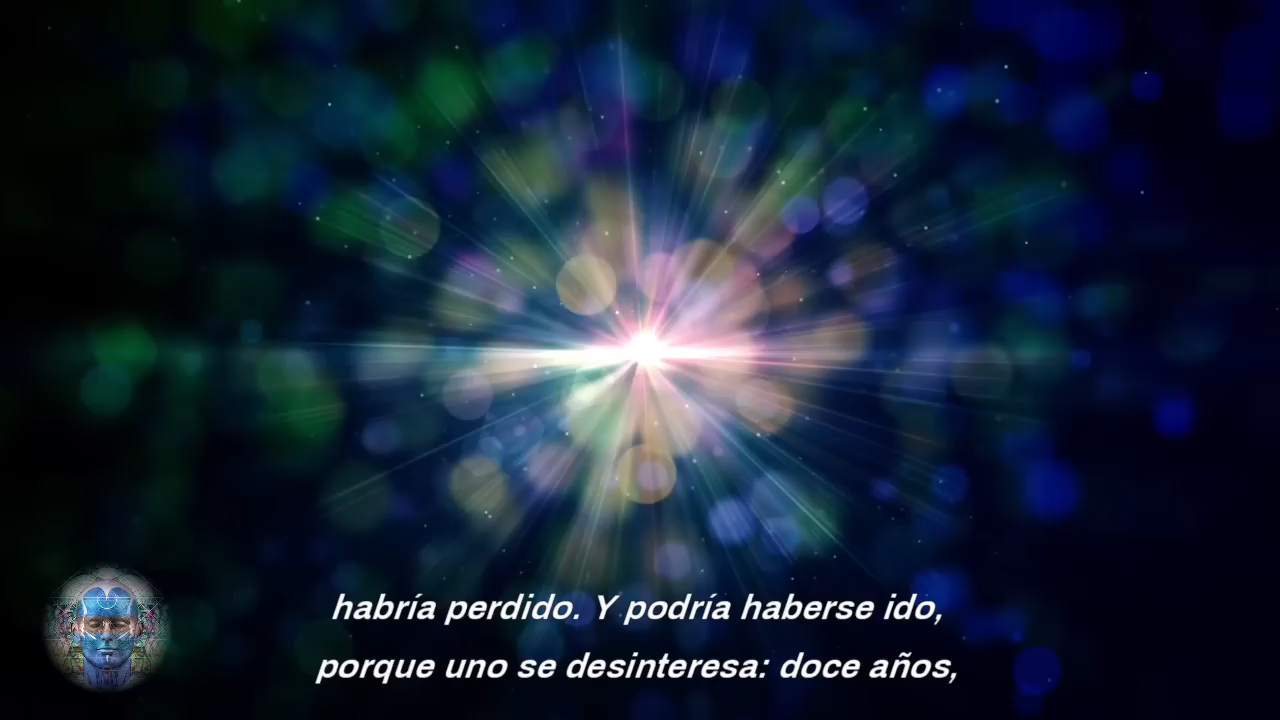 habría perdido. Y podría haberse ido,
porque uno se desinteresa: doce años,